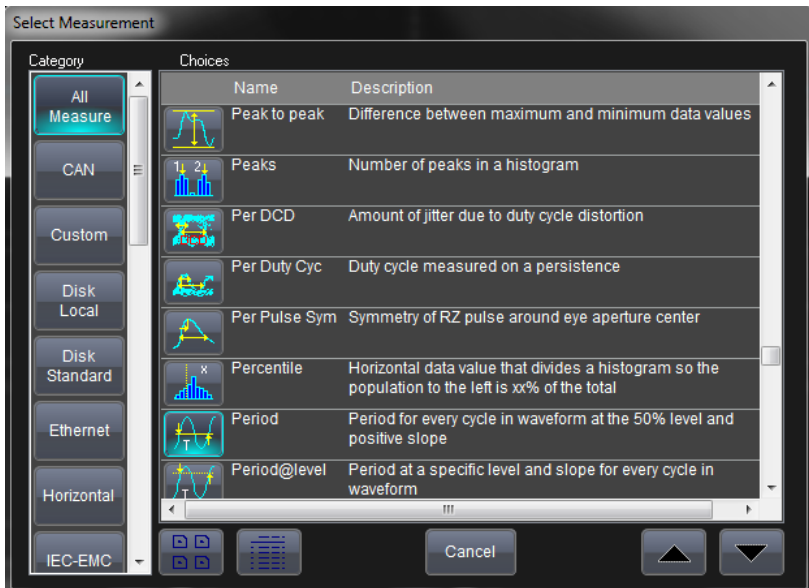 Select Measurement
Category
Choices
All
Measure
CAN
Custom
Disk
Local
Disk
Standard
Ethernet
Horizontal
IEC-EMC
Name Description
Peak to peak Difference between maximum and minimum data values
1 2
Peaks Number of peaks in a histogram
Per DCD Amount of jitter due to duty cycle distortion
Per Duty Cyc Duty cycle measured on a persistence
Per Pulse Sym Symmetry of RZ pulse around eye aperture center
x
Percentile Horizontal data value that divides a histogram so the
population to the left is xx% of the total
T
Period Period for every cycle in waveform at the 50% level and
positive slope
T
Period@level Period at a specific level and slope for every cycle in
waveform
Cancel